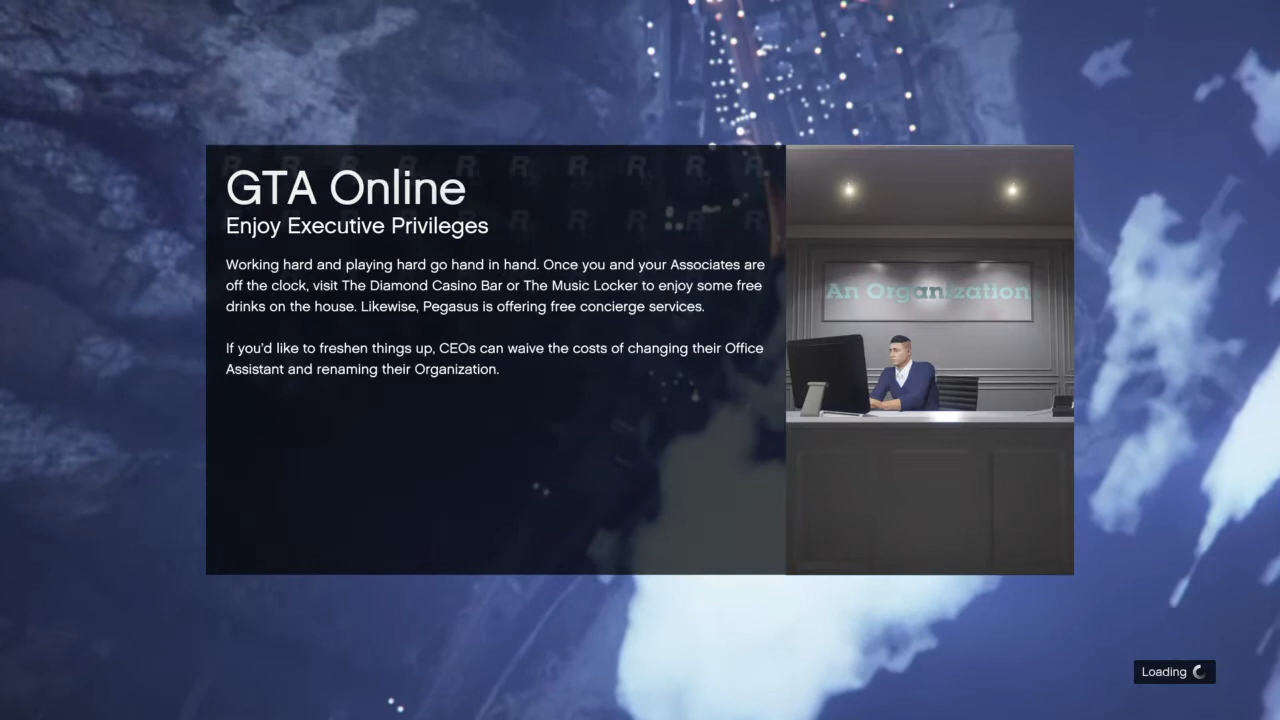 GTA Online
Enjoy Executive Privileges
Working hard and playing hard go hand in hand. Once you and your Associates are
off the clock, visit The Diamond Casino Bar or The Music Locker to enjoy some free
drinks on the house. Likewise, Pegasus is offering free concierge services.
If you'd like to freshen things up, CEOs can waive the costs of changing their Office
Assistant and renaming their Organization.
An Organization
Loading